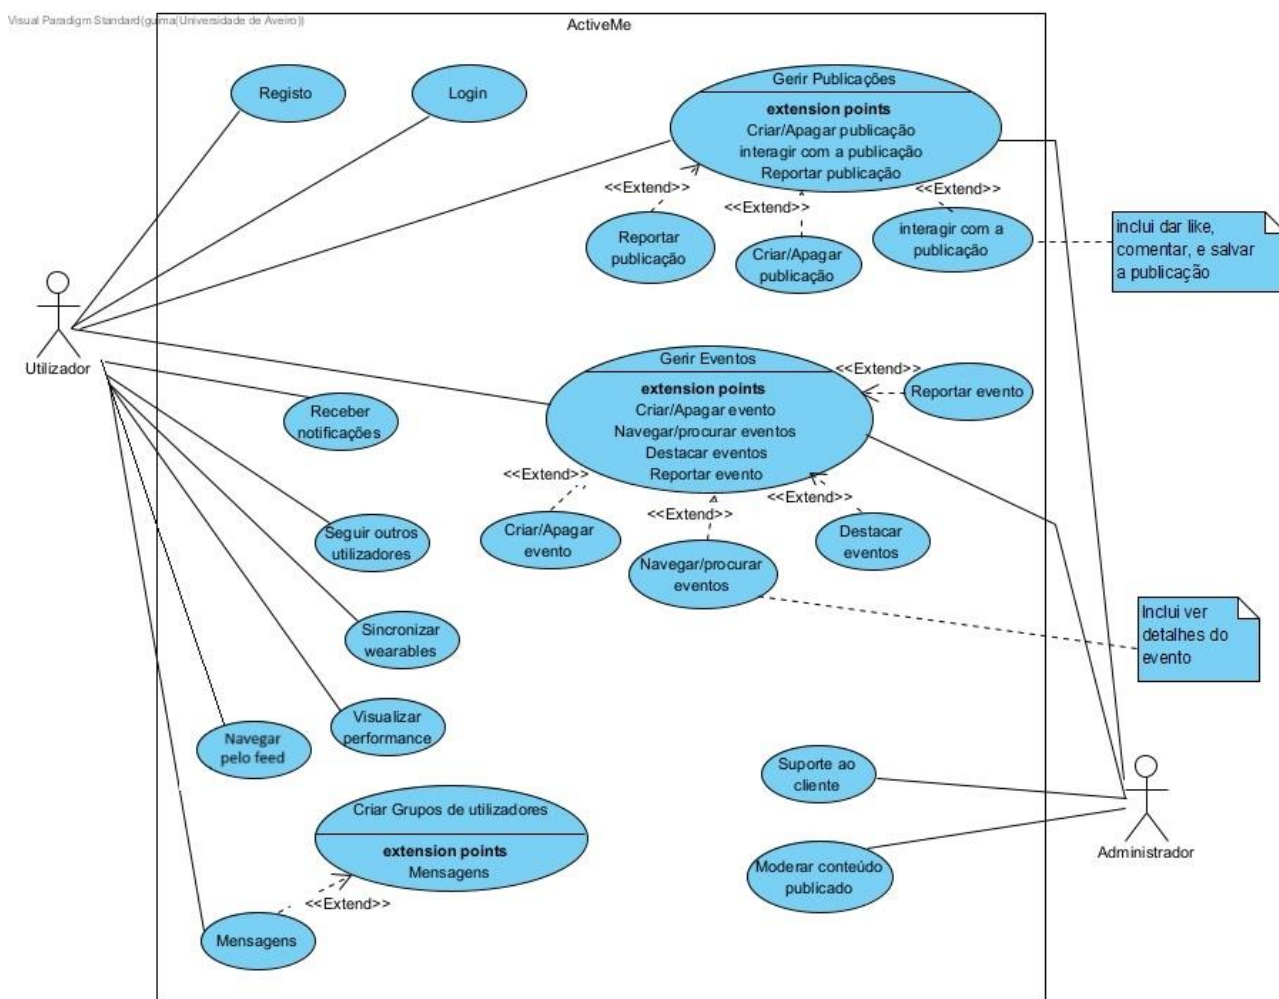 Visual Paradigm Standard(guima(Universidade de Aveiro))
ActiveMe
Registo
Login
Gerir Publicações
extension points
Criar/Apagar publicação
interagir com a publicação
Reportar publicação
<<Extend>>
<<Extend>>
<<Extend>>
Reportar
publicação
Criar/Apagar
publicação
interagir com a
publicação
inclui dar like,
comentar, e salvar
a publicação
Utilizador
Gerir Eventos
extension points
Criar/Apagar evento
Navegar/procurar eventos
Destacar eventos
Reportar evento
<<Extend>>
Reportar evento
Receber
notificações
<<Extend>>
<<Extend>>
<<Extend>>
Criar/Apagar
evento
Navegar/procurar
eventos
Destacar
eventos
Seguir outros
utilizadores
Inclui ver
detalhes do
evento
Sincronizar
wearables
Visualizar
performance
Navegar
pelo feed
Suporte ao
cliente
Criar Grupos de utilizadores
extension points
Mensagens
Administrador
Moderar conteúdo
publicado
<<Extend>>
Mensagens